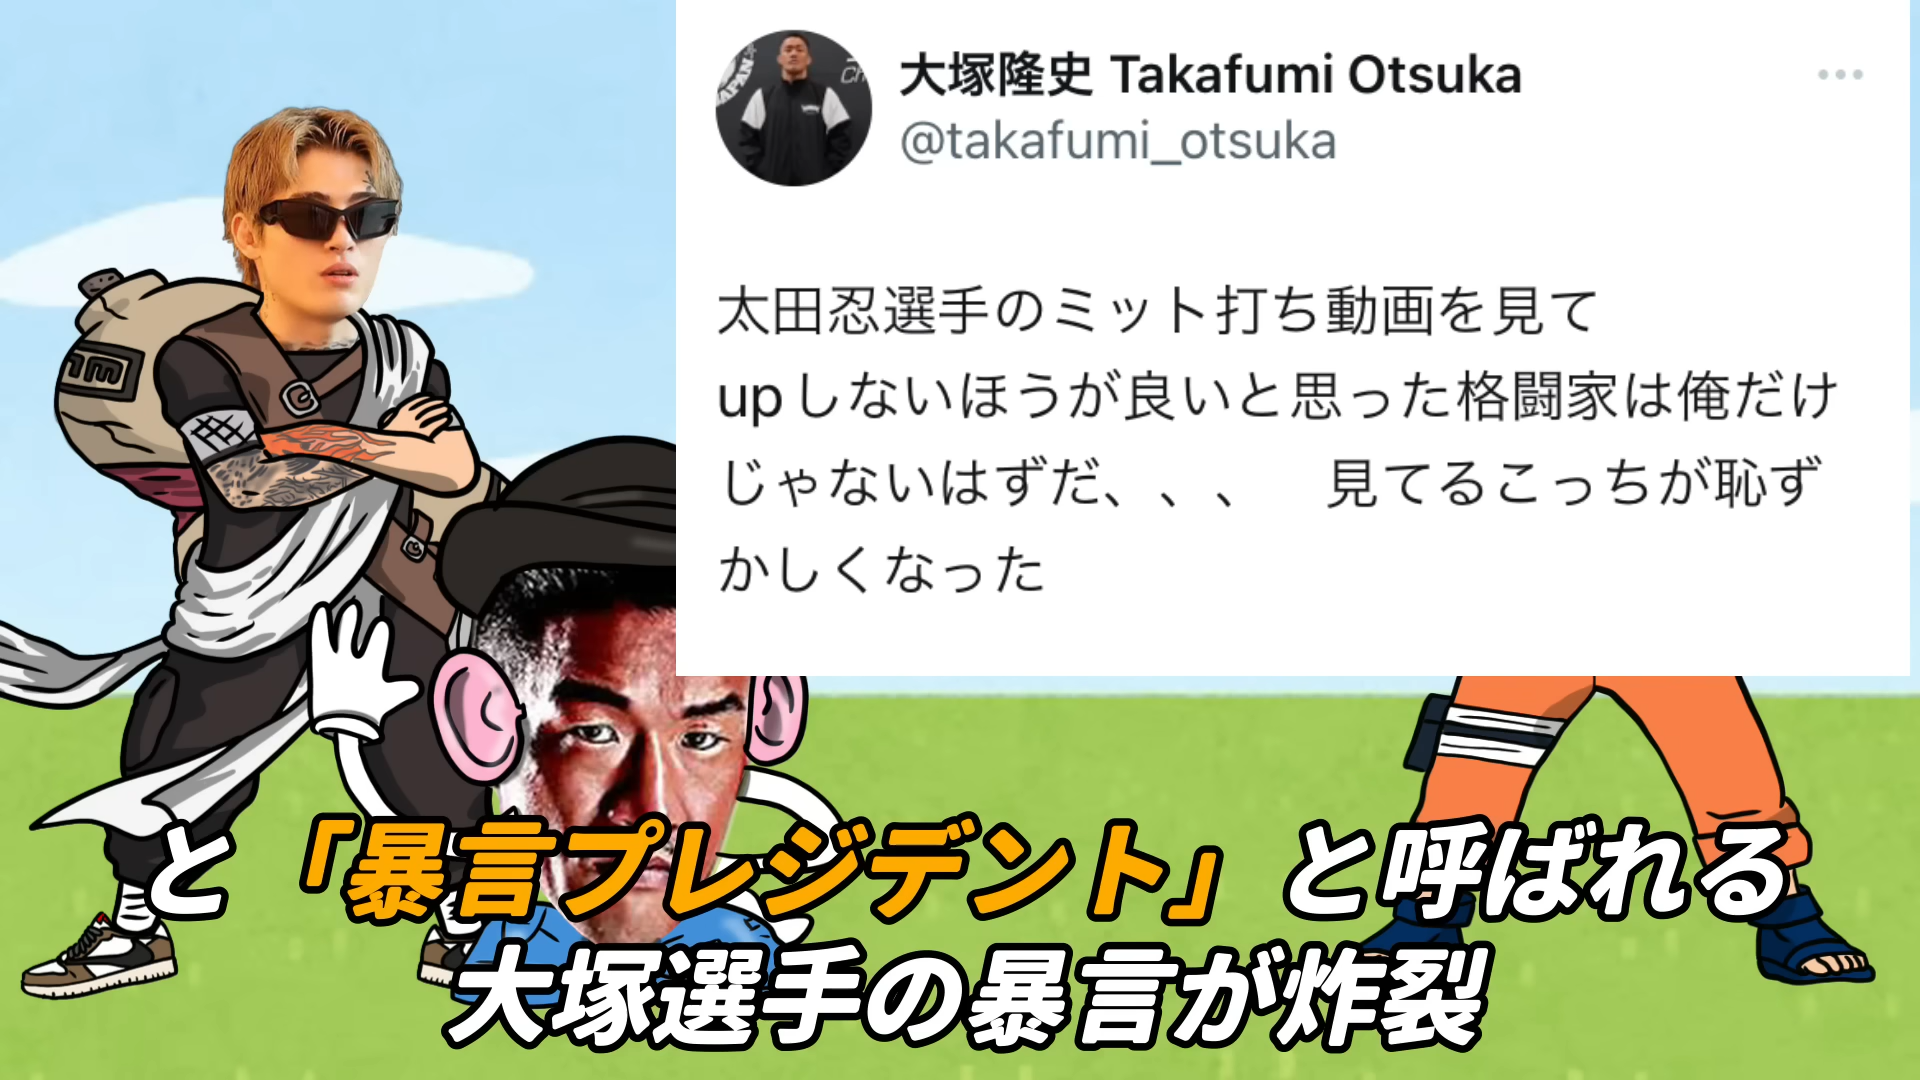 大塚隆史 Takafumi Otsuka
@takafumi_otsuka
太田忍選手のミット打ち動画を見て
upしないほうが良いと思った格闘家は俺だけ
じゃないはずだ、、、　見てるこっちが恥ず
かしくなった
と「暴言プレジデント」と呼ばれる
大塚選手の暴言が炸裂